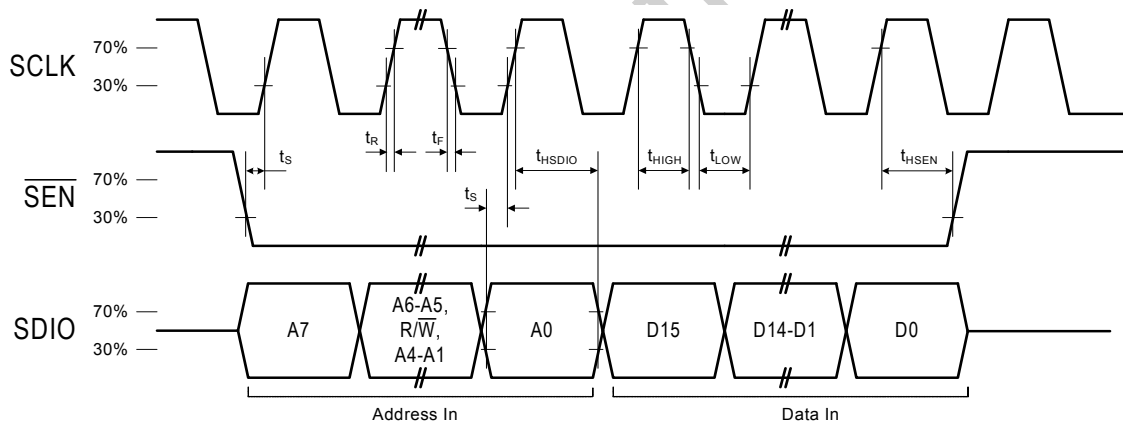 SCLK
70%
30%
tS
tR
tF
tHSDIO
tHIGH
tLOW
tHSEN
S̅E̅N̅
70%
30%
tS
SDIO
70%
30%
A7
A6-A5,
R/W̅,
A4-A1
A0
D15
D14-D1
D0
Address In
Data In